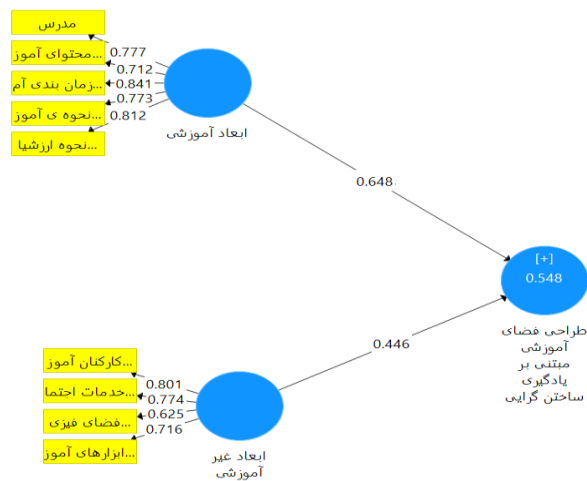 مدرس
محتوای آموز...
زمان بندی آم...
نحوه ی آموز...
نحوه ارزشیا...
0.777
0.712
0.841
0.773
0.812
ابعاد آموزشی
0.648
[+]
0.548
طراحی فضای
آموزشی
مبتنی بر
یادگیری
ساختن گرایی
0.446
کارکنان آموز...
خدمات اجتما...
فضای فیزی...
ابزارهای آموز...
0.801
0.774
0.625
0.716
ابعاد غیر
آموزشی